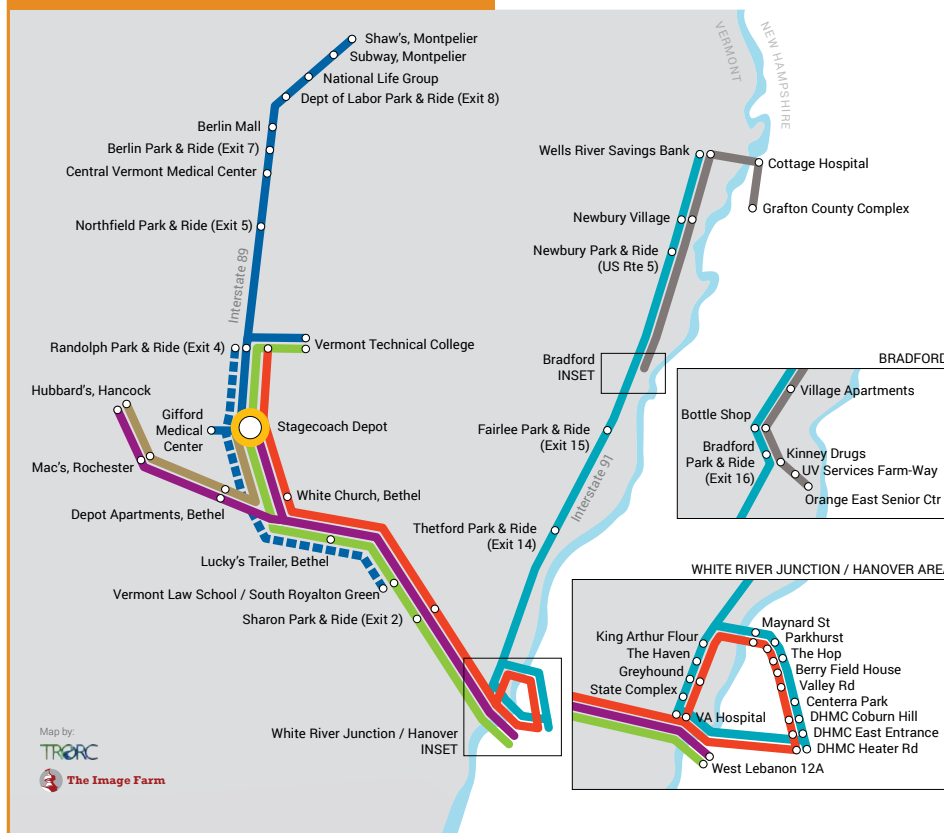 Shaw's, Montpelier
Subway, Montpelier
National Life Group
Dept of Labor Park & Ride (Exit 8)
Berlin Mall
Berlin Park & Ride (Exit 7)
Central Vermont Medical Center
Northfield Park & Ride (Exit 5)
Interstate 89
Randolph Park & Ride (Exit 4)
Vermont Technical College
Hubbard's, Hancock
Gifford
Medical
Center
Stagecoach Depot
Mac's, Rochester
White Church, Bethel
Depot Apartments, Bethel
Lucky's Trailer, Bethel
Vermont Law School / South Royalton Green
Sharon Park & Ride (Exit 2)
White River Junction / Hanover
INSET
VERMONT
NEW HAMPSHIRE
Wells River Savings Bank
Cottage Hospital
Grafton County Complex
Newbury Village
Newbury Park & Ride
(US Rte 5)
Bradford
INSET
Fairlee Park & Ride
(Exit 15)
Interstate 91
Thetford Park & Ride
(Exit 14)
BRADFORD
Village Apartments
Bottle Shop
Bradford
Park & Ride
(Exit 16)
Kinney Drugs
UV Services Farm-Way
Orange East Senior Ctr
WHITE RIVER JUNCTION / HANOVER AREA
King Arthur Flour
The Haven
Greyhound
State Complex
VA Hospital
Maynard St
Parkhurst
The Hop
Berry Field House
Valley Rd
Centerra Park
DHMC Coburn Hill
DHMC East Entrance
DHMC Heater Rd
West Lebanon 12A
Map by:
TRORC
The Image Farm